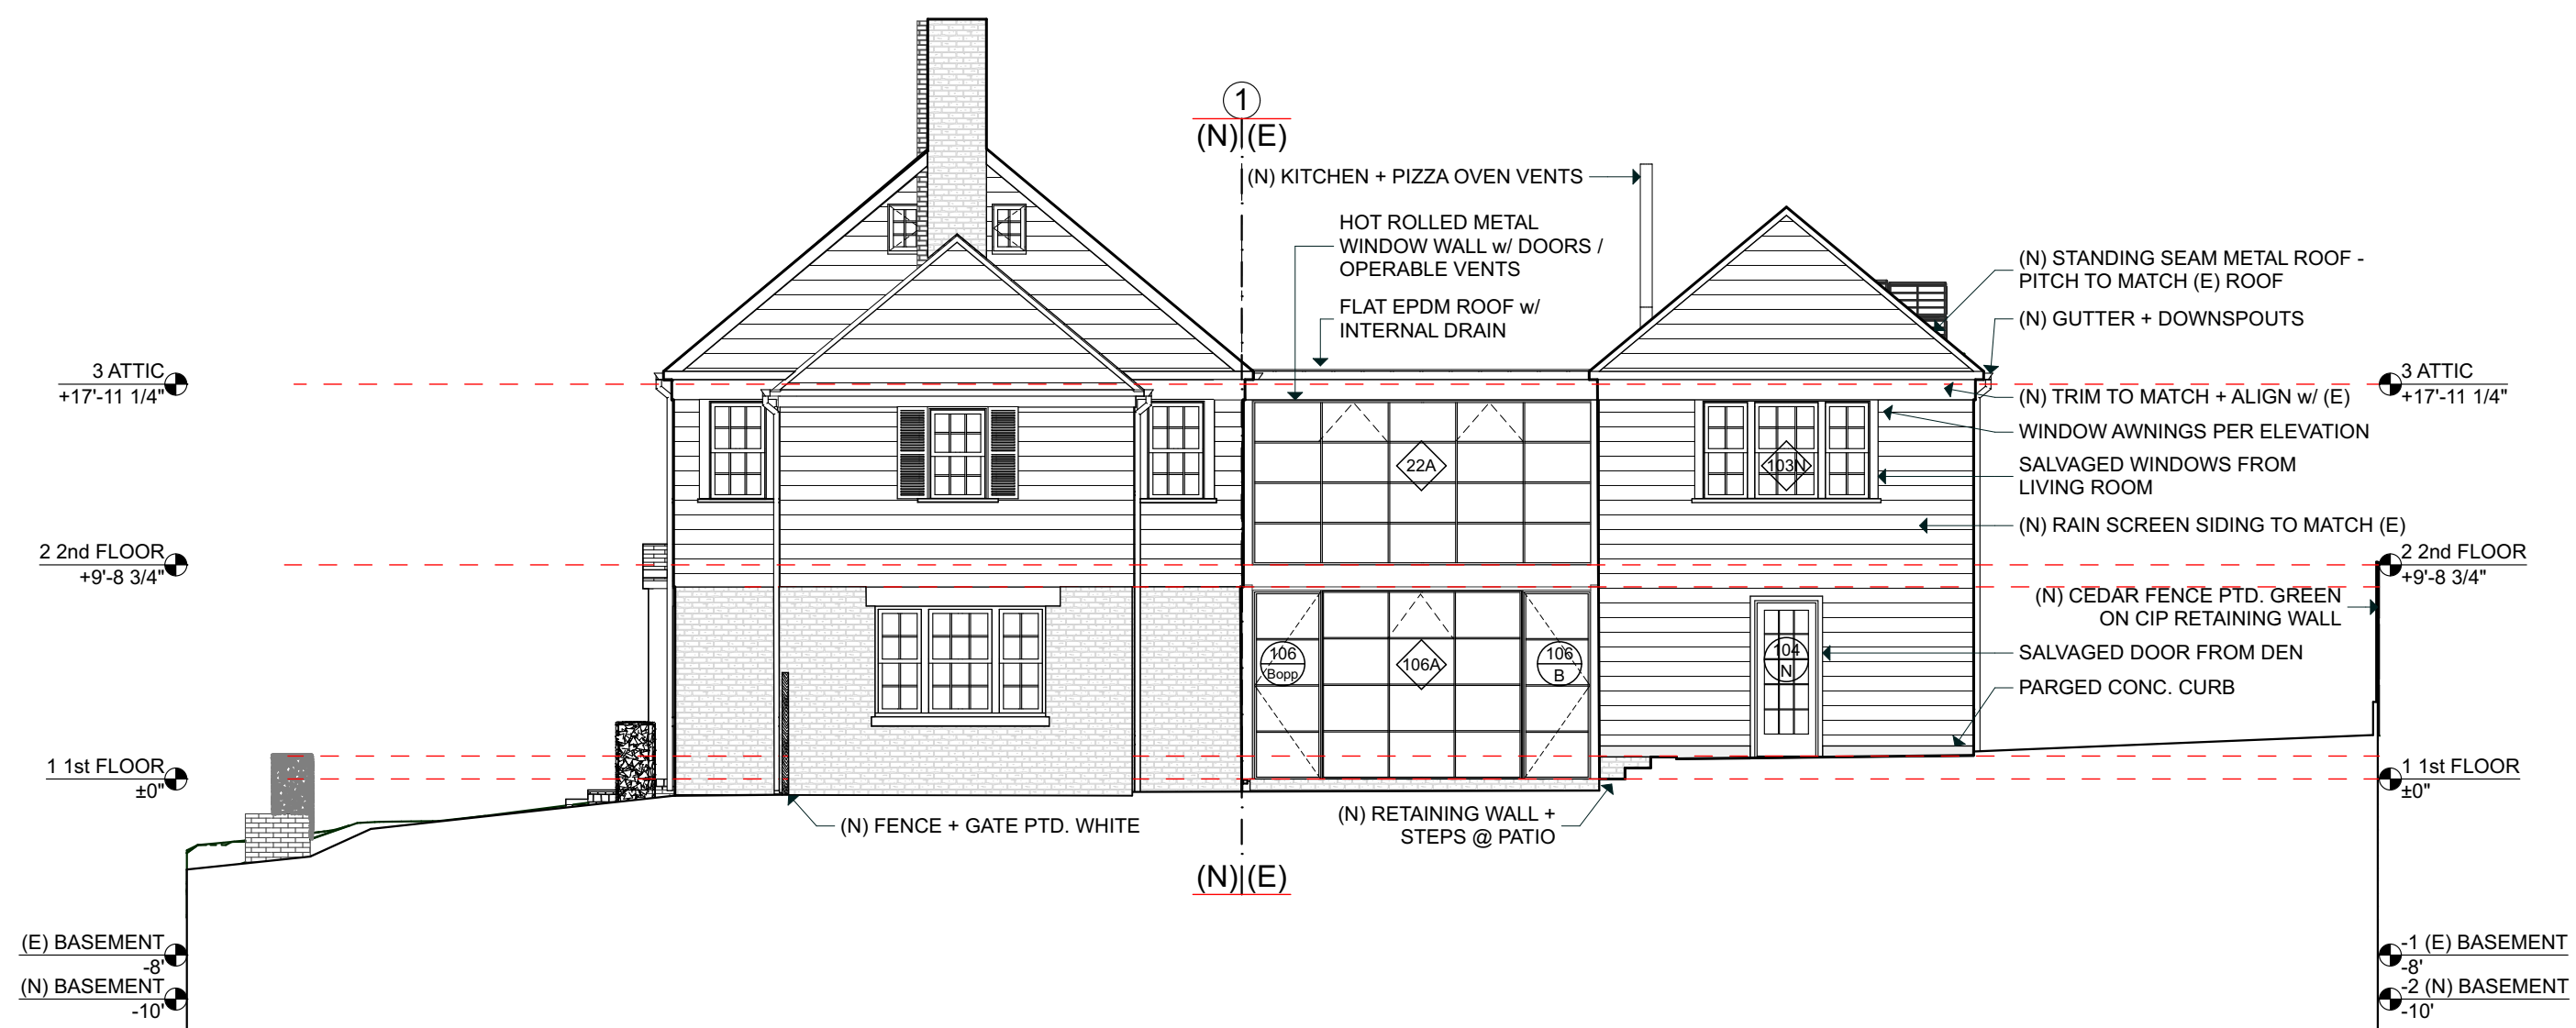 1
(N) (E)
(N) KITCHEN + PIZZA OVEN VENTS
HOT ROLLED METAL
WINDOW WALL w/ DOORS /
OPERABLE VENTS
FLAT EPDM ROOF w/
INTERNAL DRAIN
(N) STANDING SEAM METAL ROOF -
PITCH TO MATCH (E) ROOF
(N) GUTTER + DOWNSPOUTS
3 ATTIC
+17'-11 1/4"
3 ATTIC
+17'-11 1/4"
(N) TRIM TO MATCH + ALIGN w/ (E)
WINDOW AWNINGS PER ELEVATION
22A
103N
SALVAGED WINDOWS FROM
LIVING ROOM
(N) RAIN SCREEN SIDING TO MATCH (E)
2 2nd FLOOR
+9'-8 3/4"
2 2nd FLOOR
+9'-8 3/4"
(N) CEDAR FENCE PTD. GREEN
ON CIP RETAINING WALL
106
Bopp
106A
106
B
104
N
SALVAGED DOOR FROM DEN
PARGED CONC. CURB
1 1st FLOOR
±0"
1 1st FLOOR
±0"
(N) FENCE + GATE PTD. WHITE
(N) RETAINING WALL +
STEPS @ PATIO
(N) (E)
(E) BASEMENT
-8'
(N) BASEMENT
-10'
-1 (E) BASEMENT
-8'
-2 (N) BASEMENT
-10'